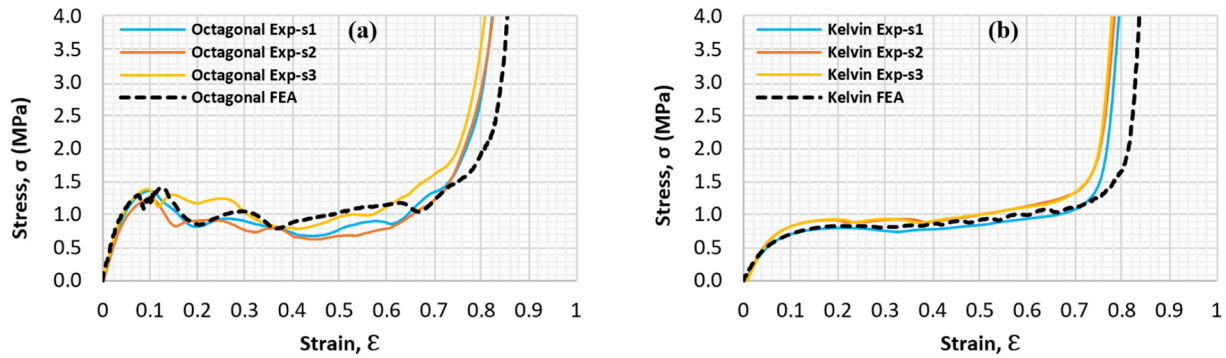 (a)
Octagonal Exp-s1
Octagonal Exp-s2
Octagonal Exp-s3
Octagonal FEA
Stress, σ (MPa)
4.0
3.5
3.0
2.5
2.0
1.5
1.0
0.5
0.0
0 0.1 0.2 0.3 0.4 0.5 0.6 0.7 0.8 0.9 1
Strain, Ɛ
(b)
Kelvin Exp-s1
Kelvin Exp-s2
Kelvin Exp-s3
Kelvin FEA
Stress, σ (MPa)
4.0
3.5
3.0
2.5
2.0
1.5
1.0
0.5
0.0
0 0.1 0.2 0.3 0.4 0.5 0.6 0.7 0.8 0.9 1
Strain, Ɛ